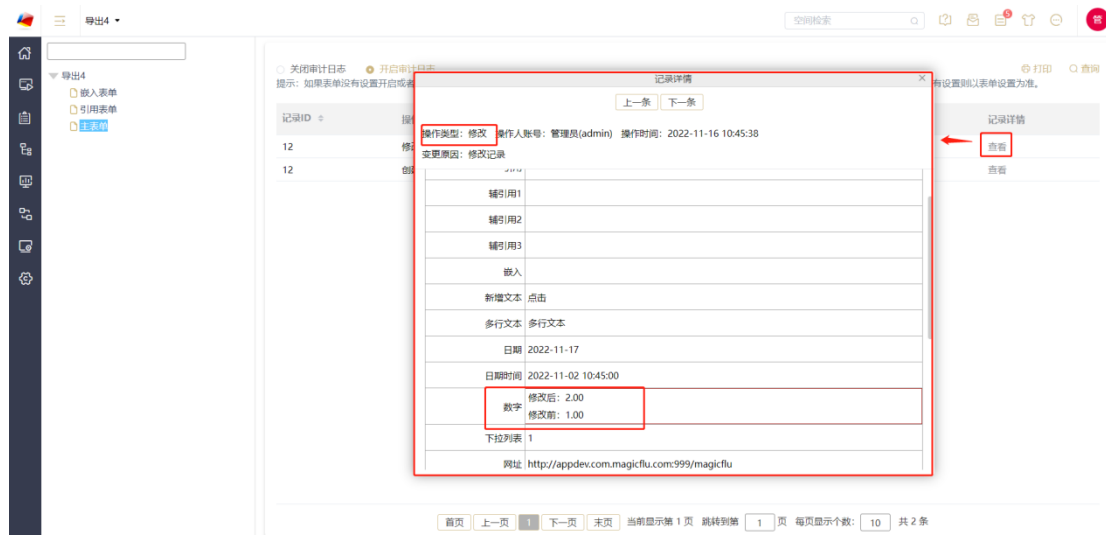 导出4
空间检索
5
管
导出4
嵌入表单
引用表单
主表单
关闭审计日志 开启审计日志
打印 查询
提示：如果表单没有设置开启或者
有设置则以表单设置为准。
记录ID
记录详情
12
查看
12
查看
记录详情
上一条 下一条
操作类型：修改 操作人账号：管理员(admin) 操作时间：2022-11-16 10:45:38
变更原因：修改记录
辅引用1
辅引用2
辅引用3
嵌入
新增文本 点击
多行文本 多行文本
日期 2022-11-17
日期时间 2022-11-02 10:45:00
数字 修改后：2.00
修改前：1.00
下拉列表 1
网址 http://appdev.com.magicflu.com:999/magicflu
首页 上一页 1 下一页 末页 当前显示第 1 页 跳转到第 1 页 每页显示个数： 10 共 2 条